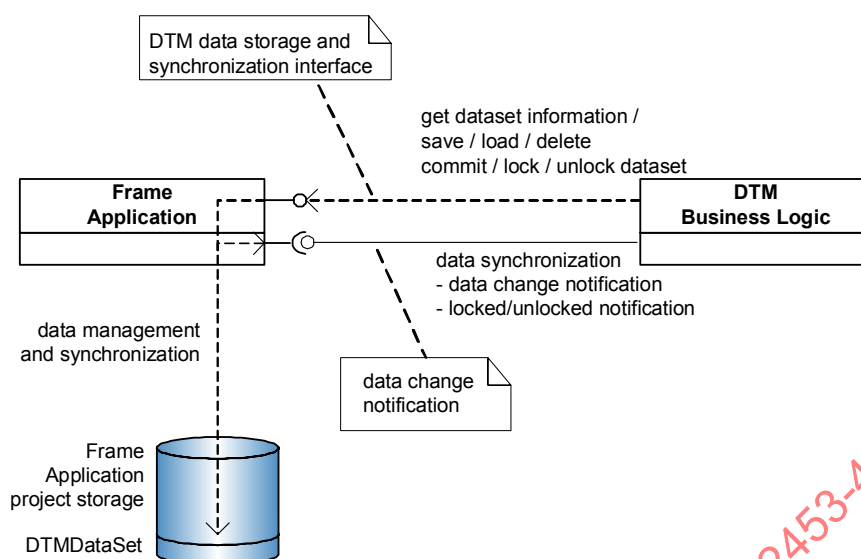 DTM data storage and
synchronization interface
get dataset information /
save / load / delete
commit / lock / unlock dataset
Frame
Application
DTM
Business Logic
data synchronization
- data change notification
- locked/unlocked notification
data management
and synchronization
data change
notification
Frame
Application
project storage
DTMDataSet
2453-4